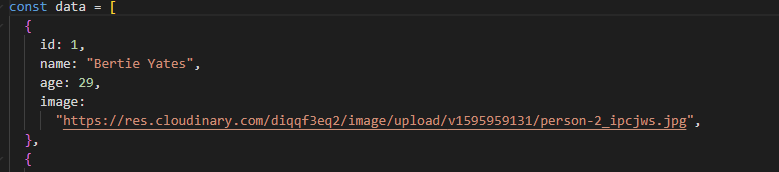 const data = [
{
id: 1,
name: "Bertie Yates",
age: 29,
image:
"https://res.cloudinary.com/diqqf3eq2/image/upload/v1595959131/person-2_ipcjws.jpg",
},
{